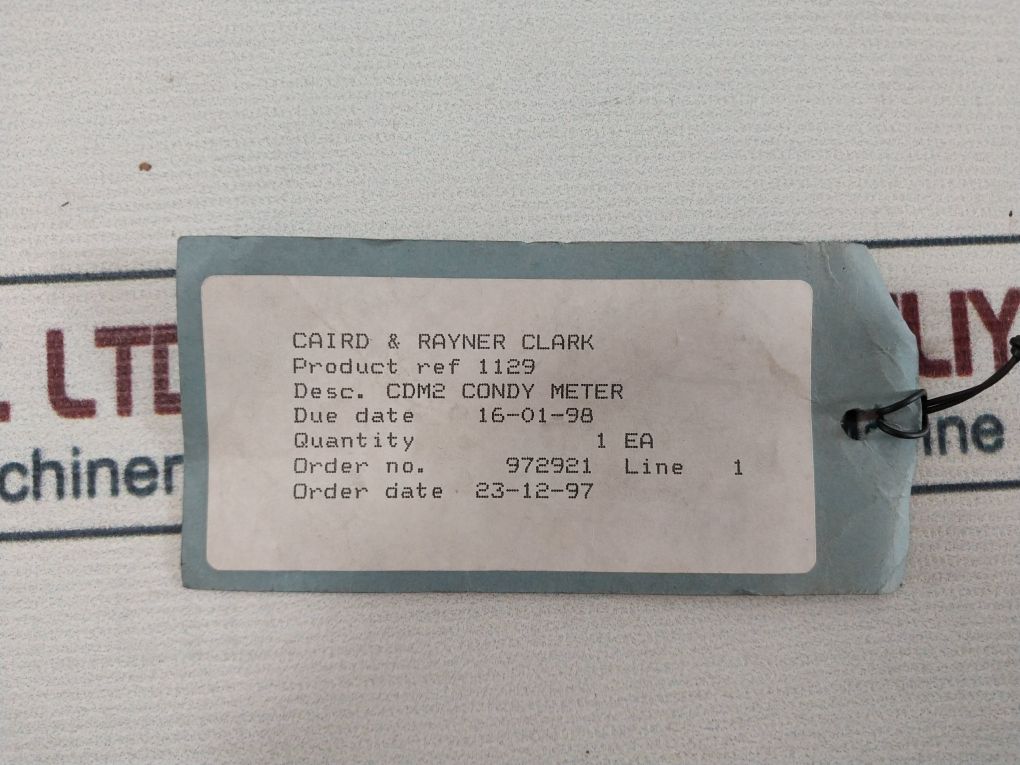 CAIRD & RAYNER CLARK
Product ref 1129
Desc. CDM2 CONDY METER
Due date 16-01-98
Quantity 1 EA
Order no. 972921 Line 1
Order date 23-12-97
LTD